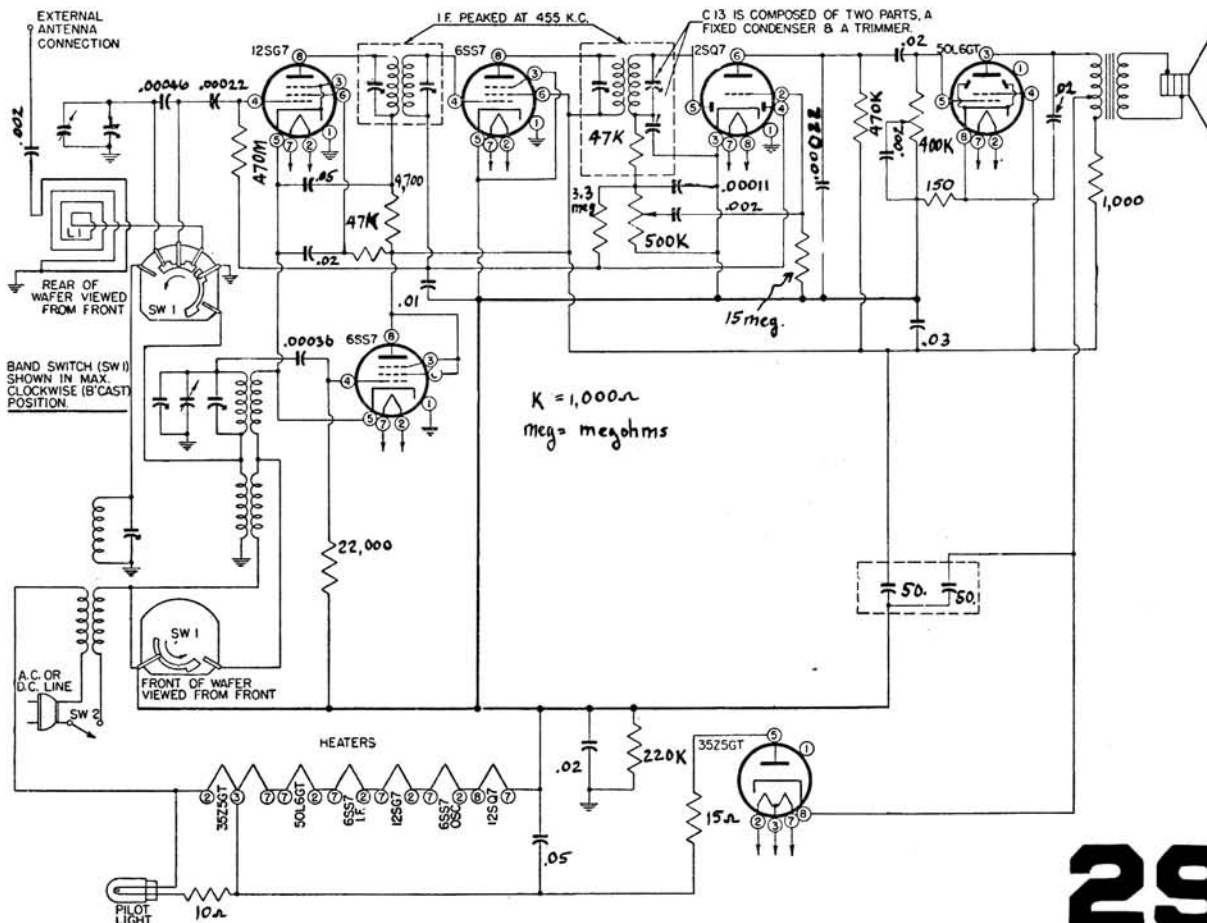 EXTERNAL
ANTENNA
CONNECTION
I.F. PEAKED AT 455 K.C.
C13 IS COMPOSED OF TWO PARTS, A
FIXED CONDENSER & A TRIMMER.
12SG7
6SS7
2SQ7
50L6GT
.02
.00046
.00022
.002
470M
.05
4,700
47K
.02
.01
47K
3.3
meg
.00011
.002
500K
15 meg.
.00022
470K
.002
400K
150
.02
1,000
.03
L1
REAR OF
WAFER VIEWED
FROM FRONT
SW 1
BAND SWITCH (SW1)
SHOWN IN MAX.
CLOCKWISE (B'CAST)
POSITION.
.00036
6SS7
K = 1,000Ω
meg = megohms
22,000
50.
50.
SW 1
FRONT OF WAFER
VIEWED FROM FRONT
A.C. OR
D.C. LINE
SW 2
HEATERS
35Z5GT
50L6GT
6SS7
I.F.
12SG7
6SS7
OSC
12SQ7
.02
220K
35Z5GT
15Ω
.05
10Ω
PILOT
LIGHT
29